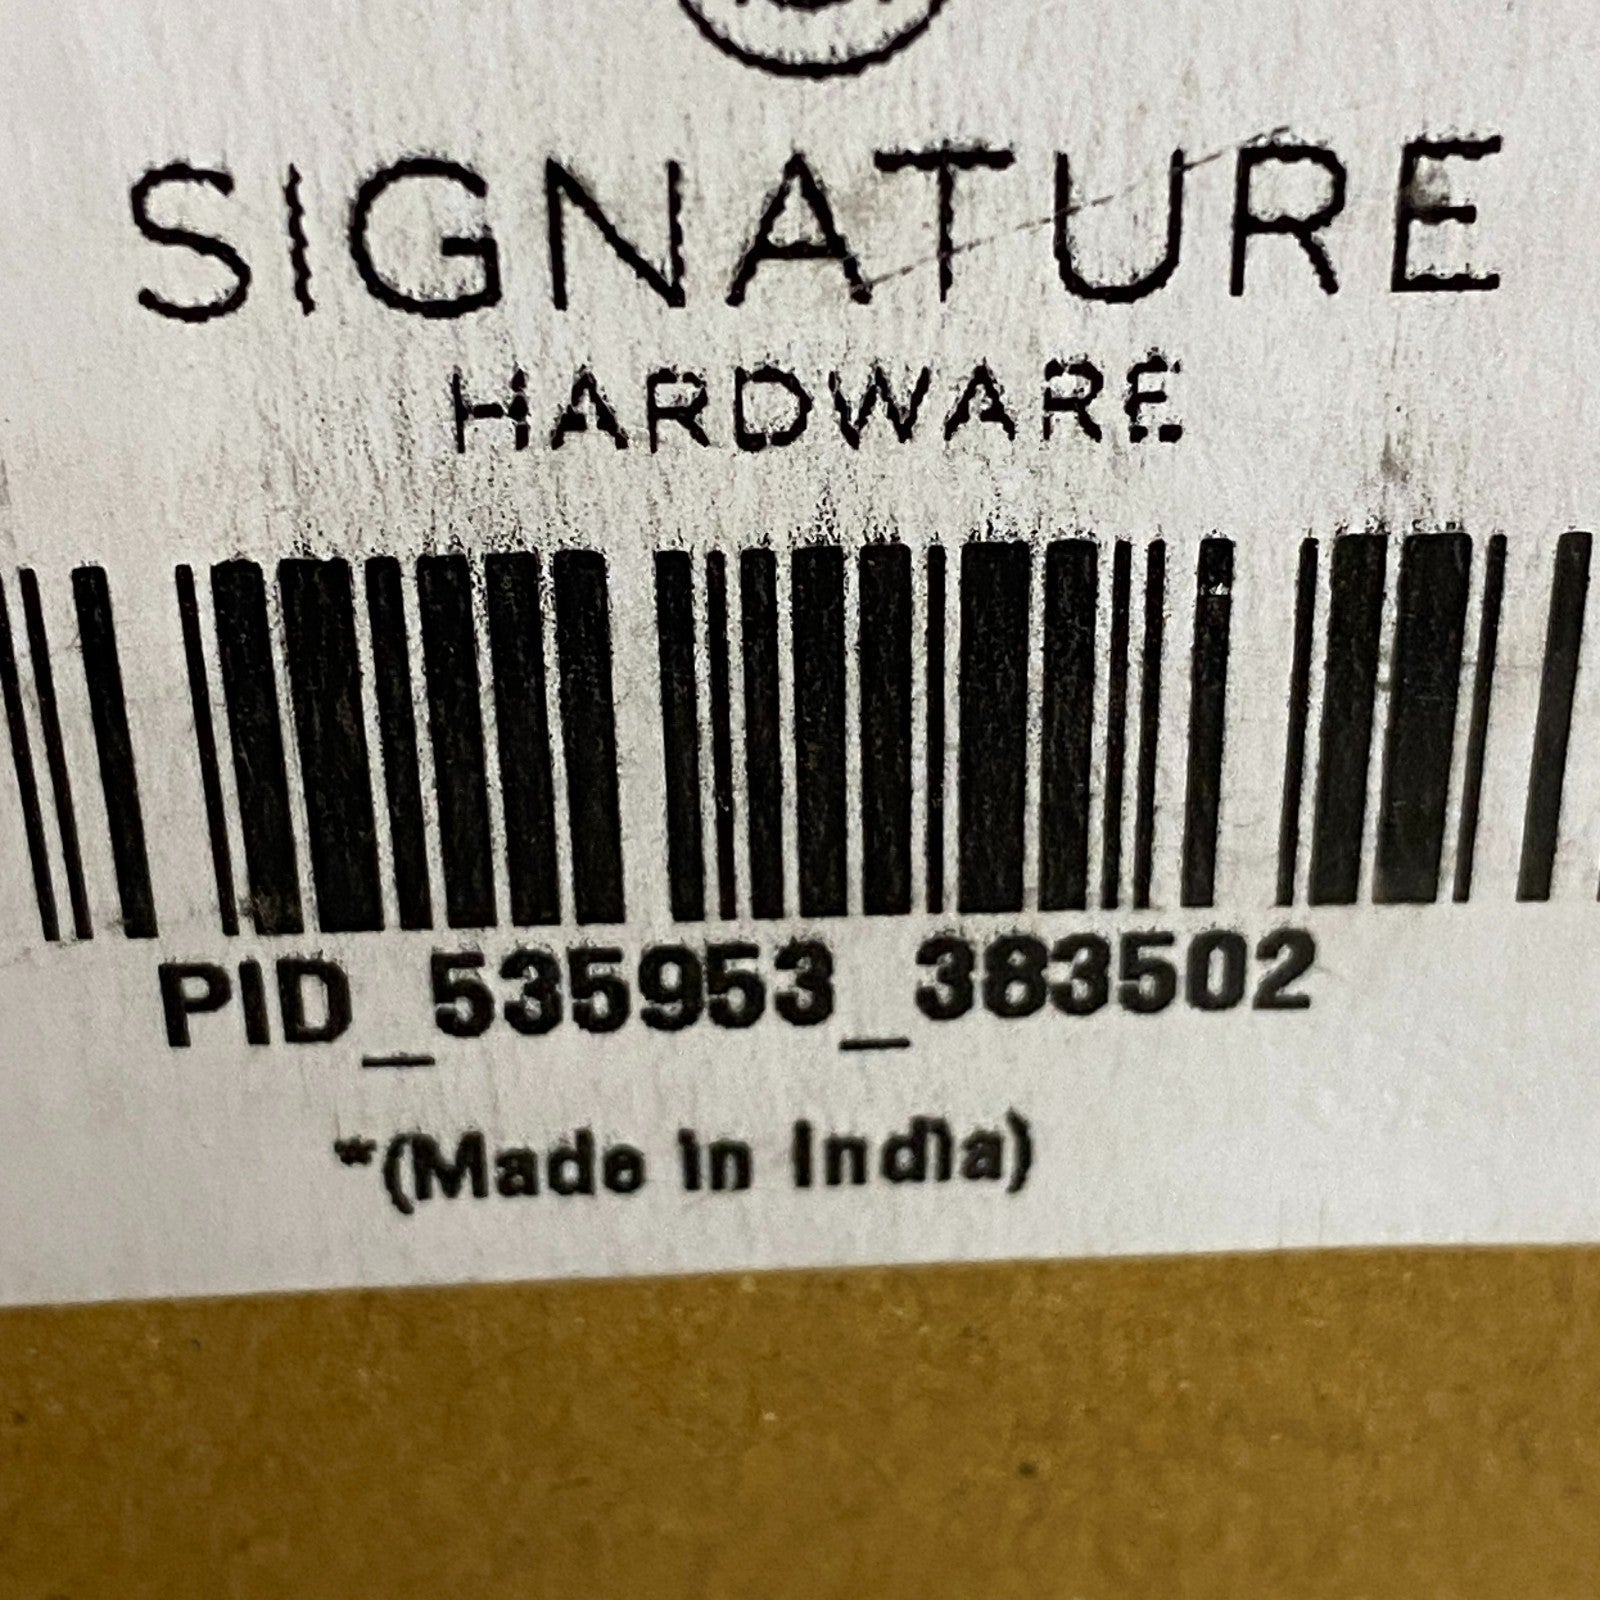 SIGNATURE
HARDWARE
PID_535953_383502
*(Made in India)